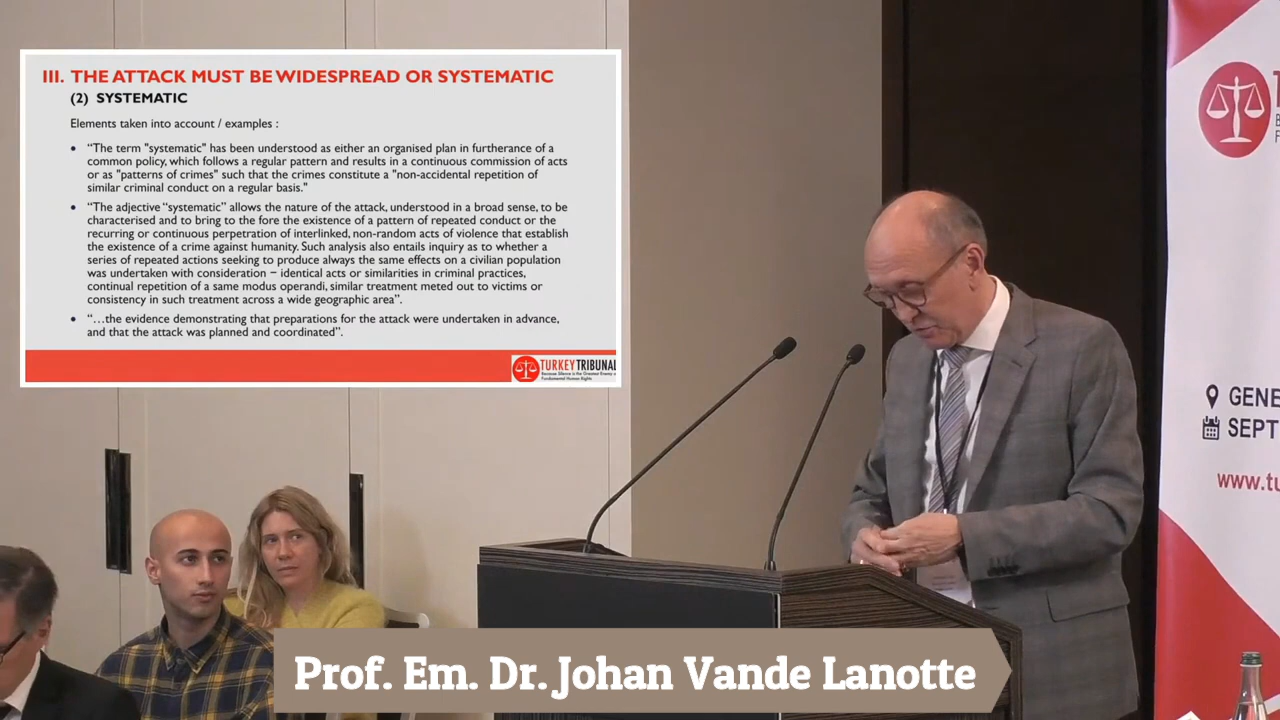 III. THE ATTACK MUST BE WIDESPREAD OR SYSTEMATIC
(2) SYSTEMATIC
Elements taken into account / examples :
• “The term "systematic" has been understood as either an organised plan in furtherance of a
common policy, which follows a regular pattern and results in a continuous commission of acts
or as "patterns of crimes" such that the crimes constitute a "non-accidental repetition of
similar criminal conduct on a regular basis."
• “The adjective “systematic” allows the nature of the attack, understood in a broad sense, to be
characterised and to bring to the fore the existence of a pattern of repeated conduct or the
recurring or continuous perpetration of interlinked, non-random acts of violence that establish
the existence of a crime against humanity. Such analysis also entails inquiry as to whether a
series of repeated actions seeking to produce always the same effects on a civilian population
was undertaken with consideration – identical acts or similarities in criminal practices,
continual repetition of a same modus operandi, similar treatment meted out to victims or
consistency in such treatment across a wide geographic area”.
• “…the evidence demonstrating that preparations for the attack were undertaken in advance,
and that the attack was planned and coordinated”.
TURKEY TRIBUNAL
Because Silence is the Greatest Enemy o
Fundamental Human Rights
GENE
SEPT
www.tu
Prof. Em. Dr. Johan Vande Lanotte